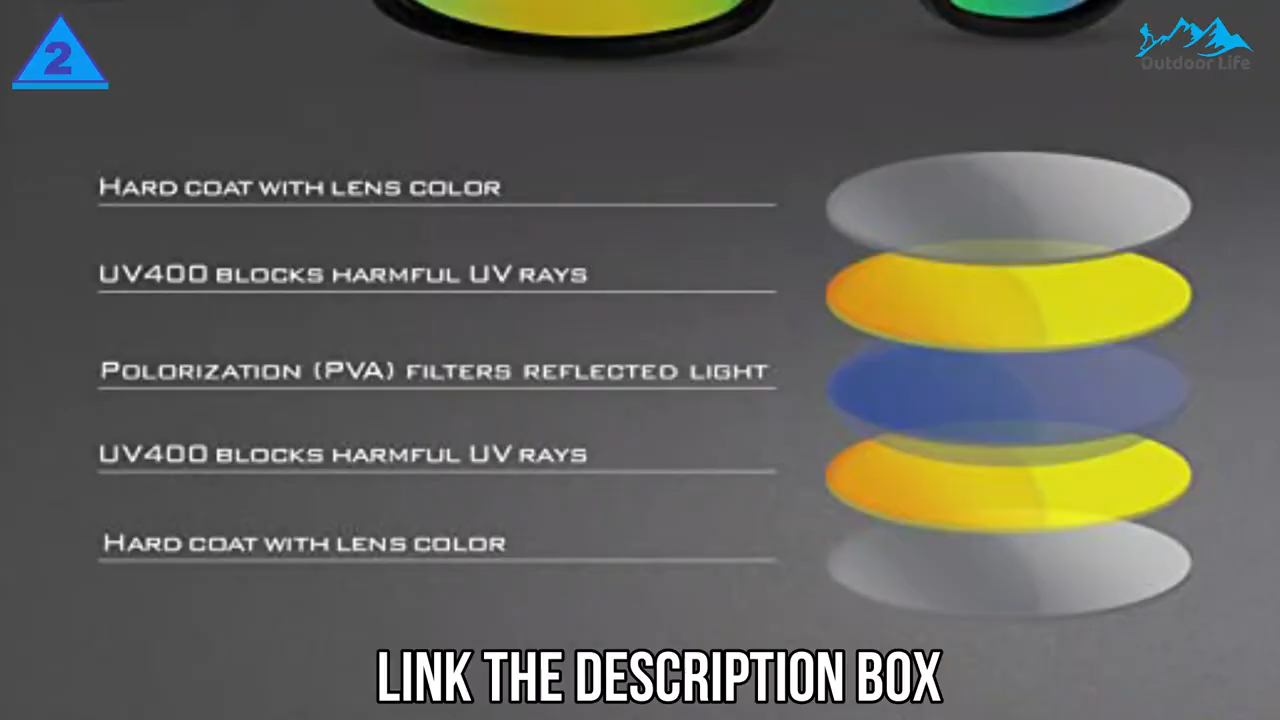 2
Outdoor Life
HARD COAT WITH LENS COLOR
UV400 BLOCKS HARMFUL UV RAYS
POLORIZATION (PVA) FILTERS REFLECTED LIGHT
UV400 BLOCKS HARMFUL UV RAYS
HARD COAT WITH LENS COLOR
LINK THE DESCRIPTION BOX